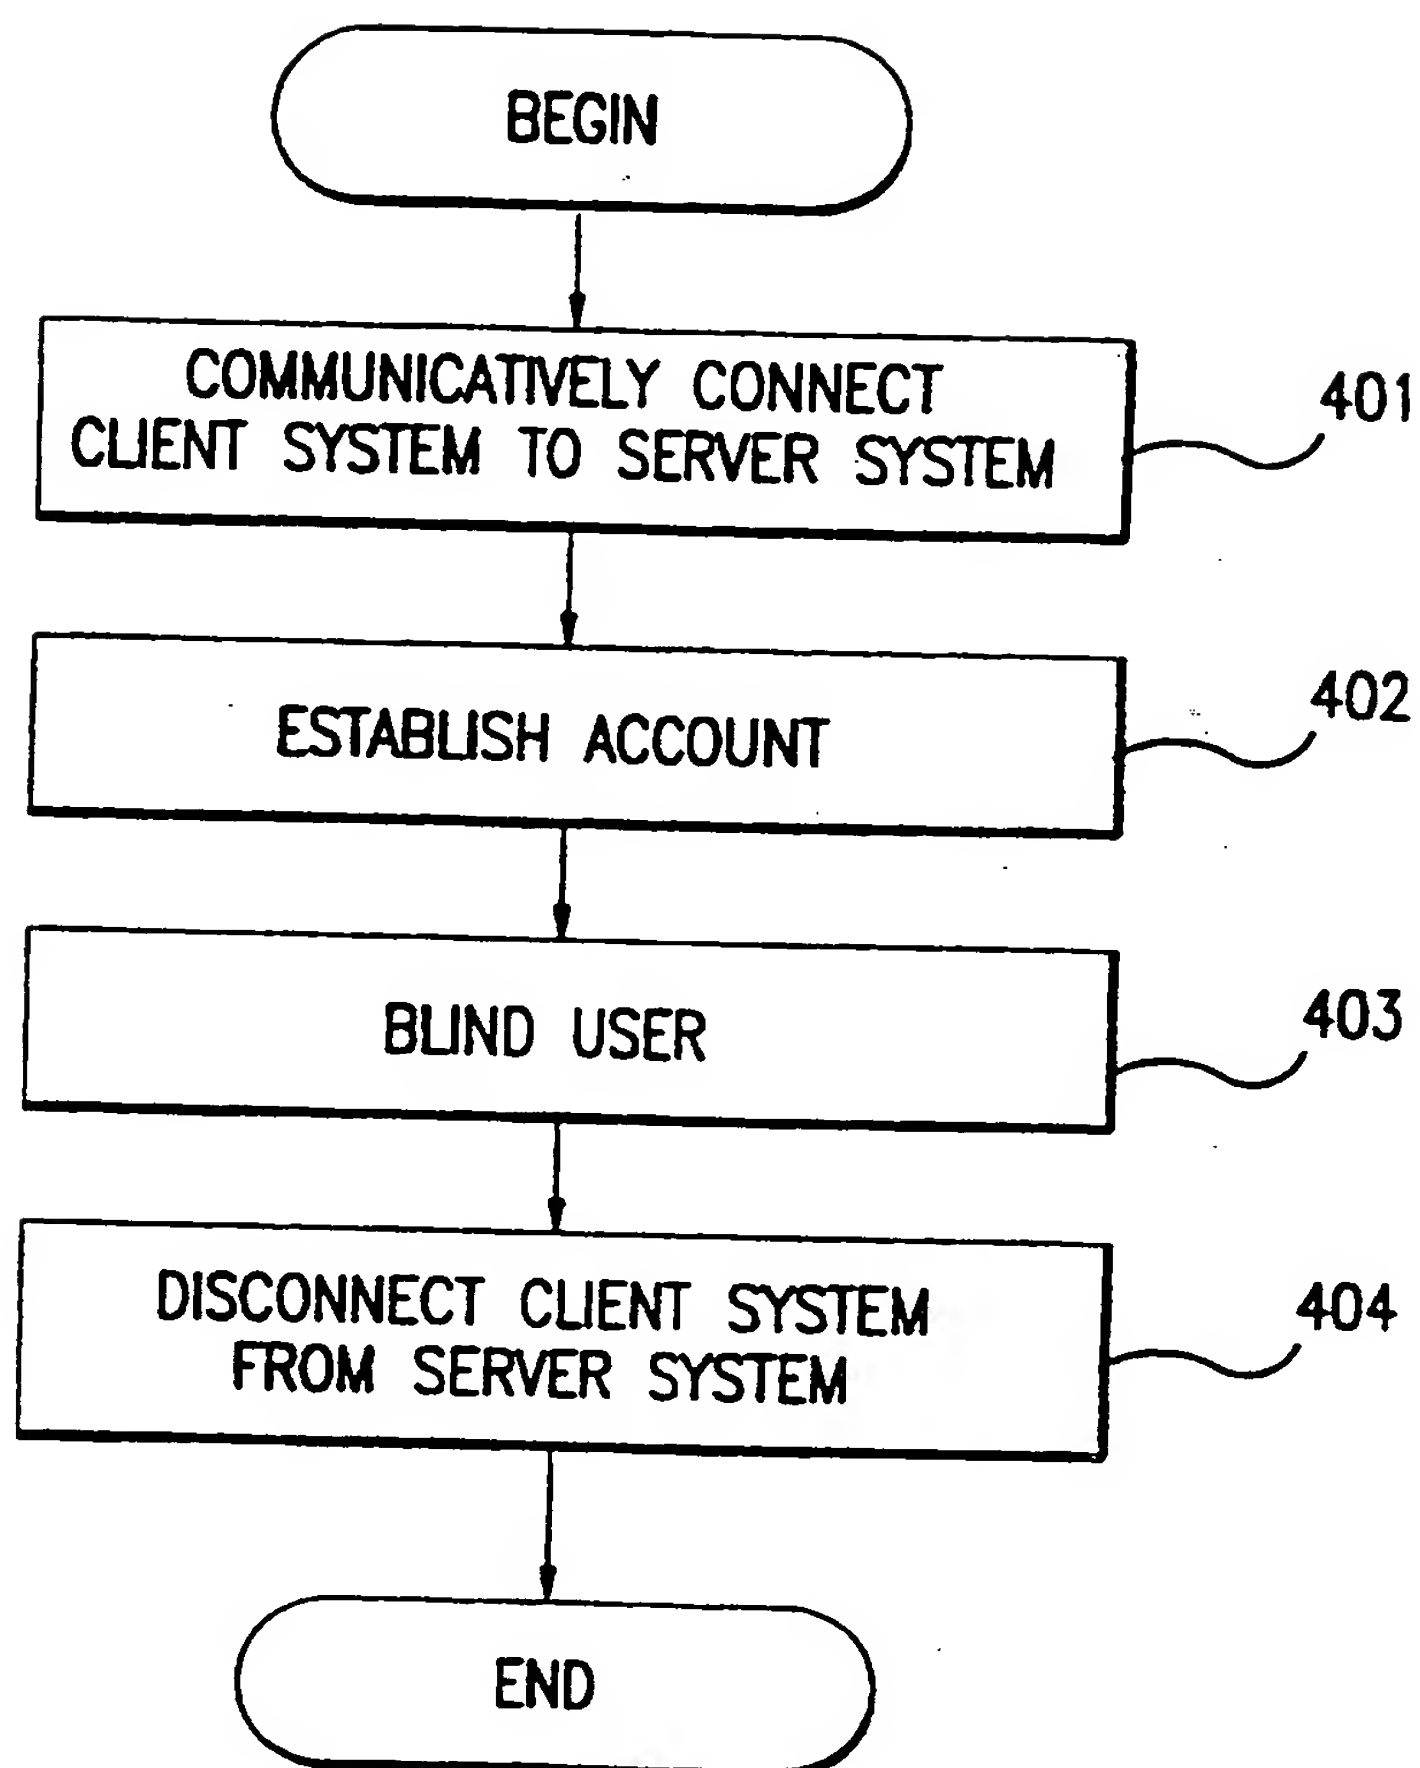 BEGIN
COMMUNICATIVELY CONNECT
CLIENT SYSTEM TO SERVER SYSTEM
401
ESTABLISH ACCOUNT
402
BLIND USER
403
DISCONNECT CLIENT SYSTEM
FROM SERVER SYSTEM
404
END